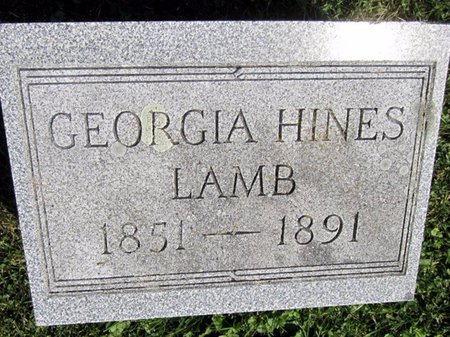 GEORGIA HINES
LAMB
1851 — 1891